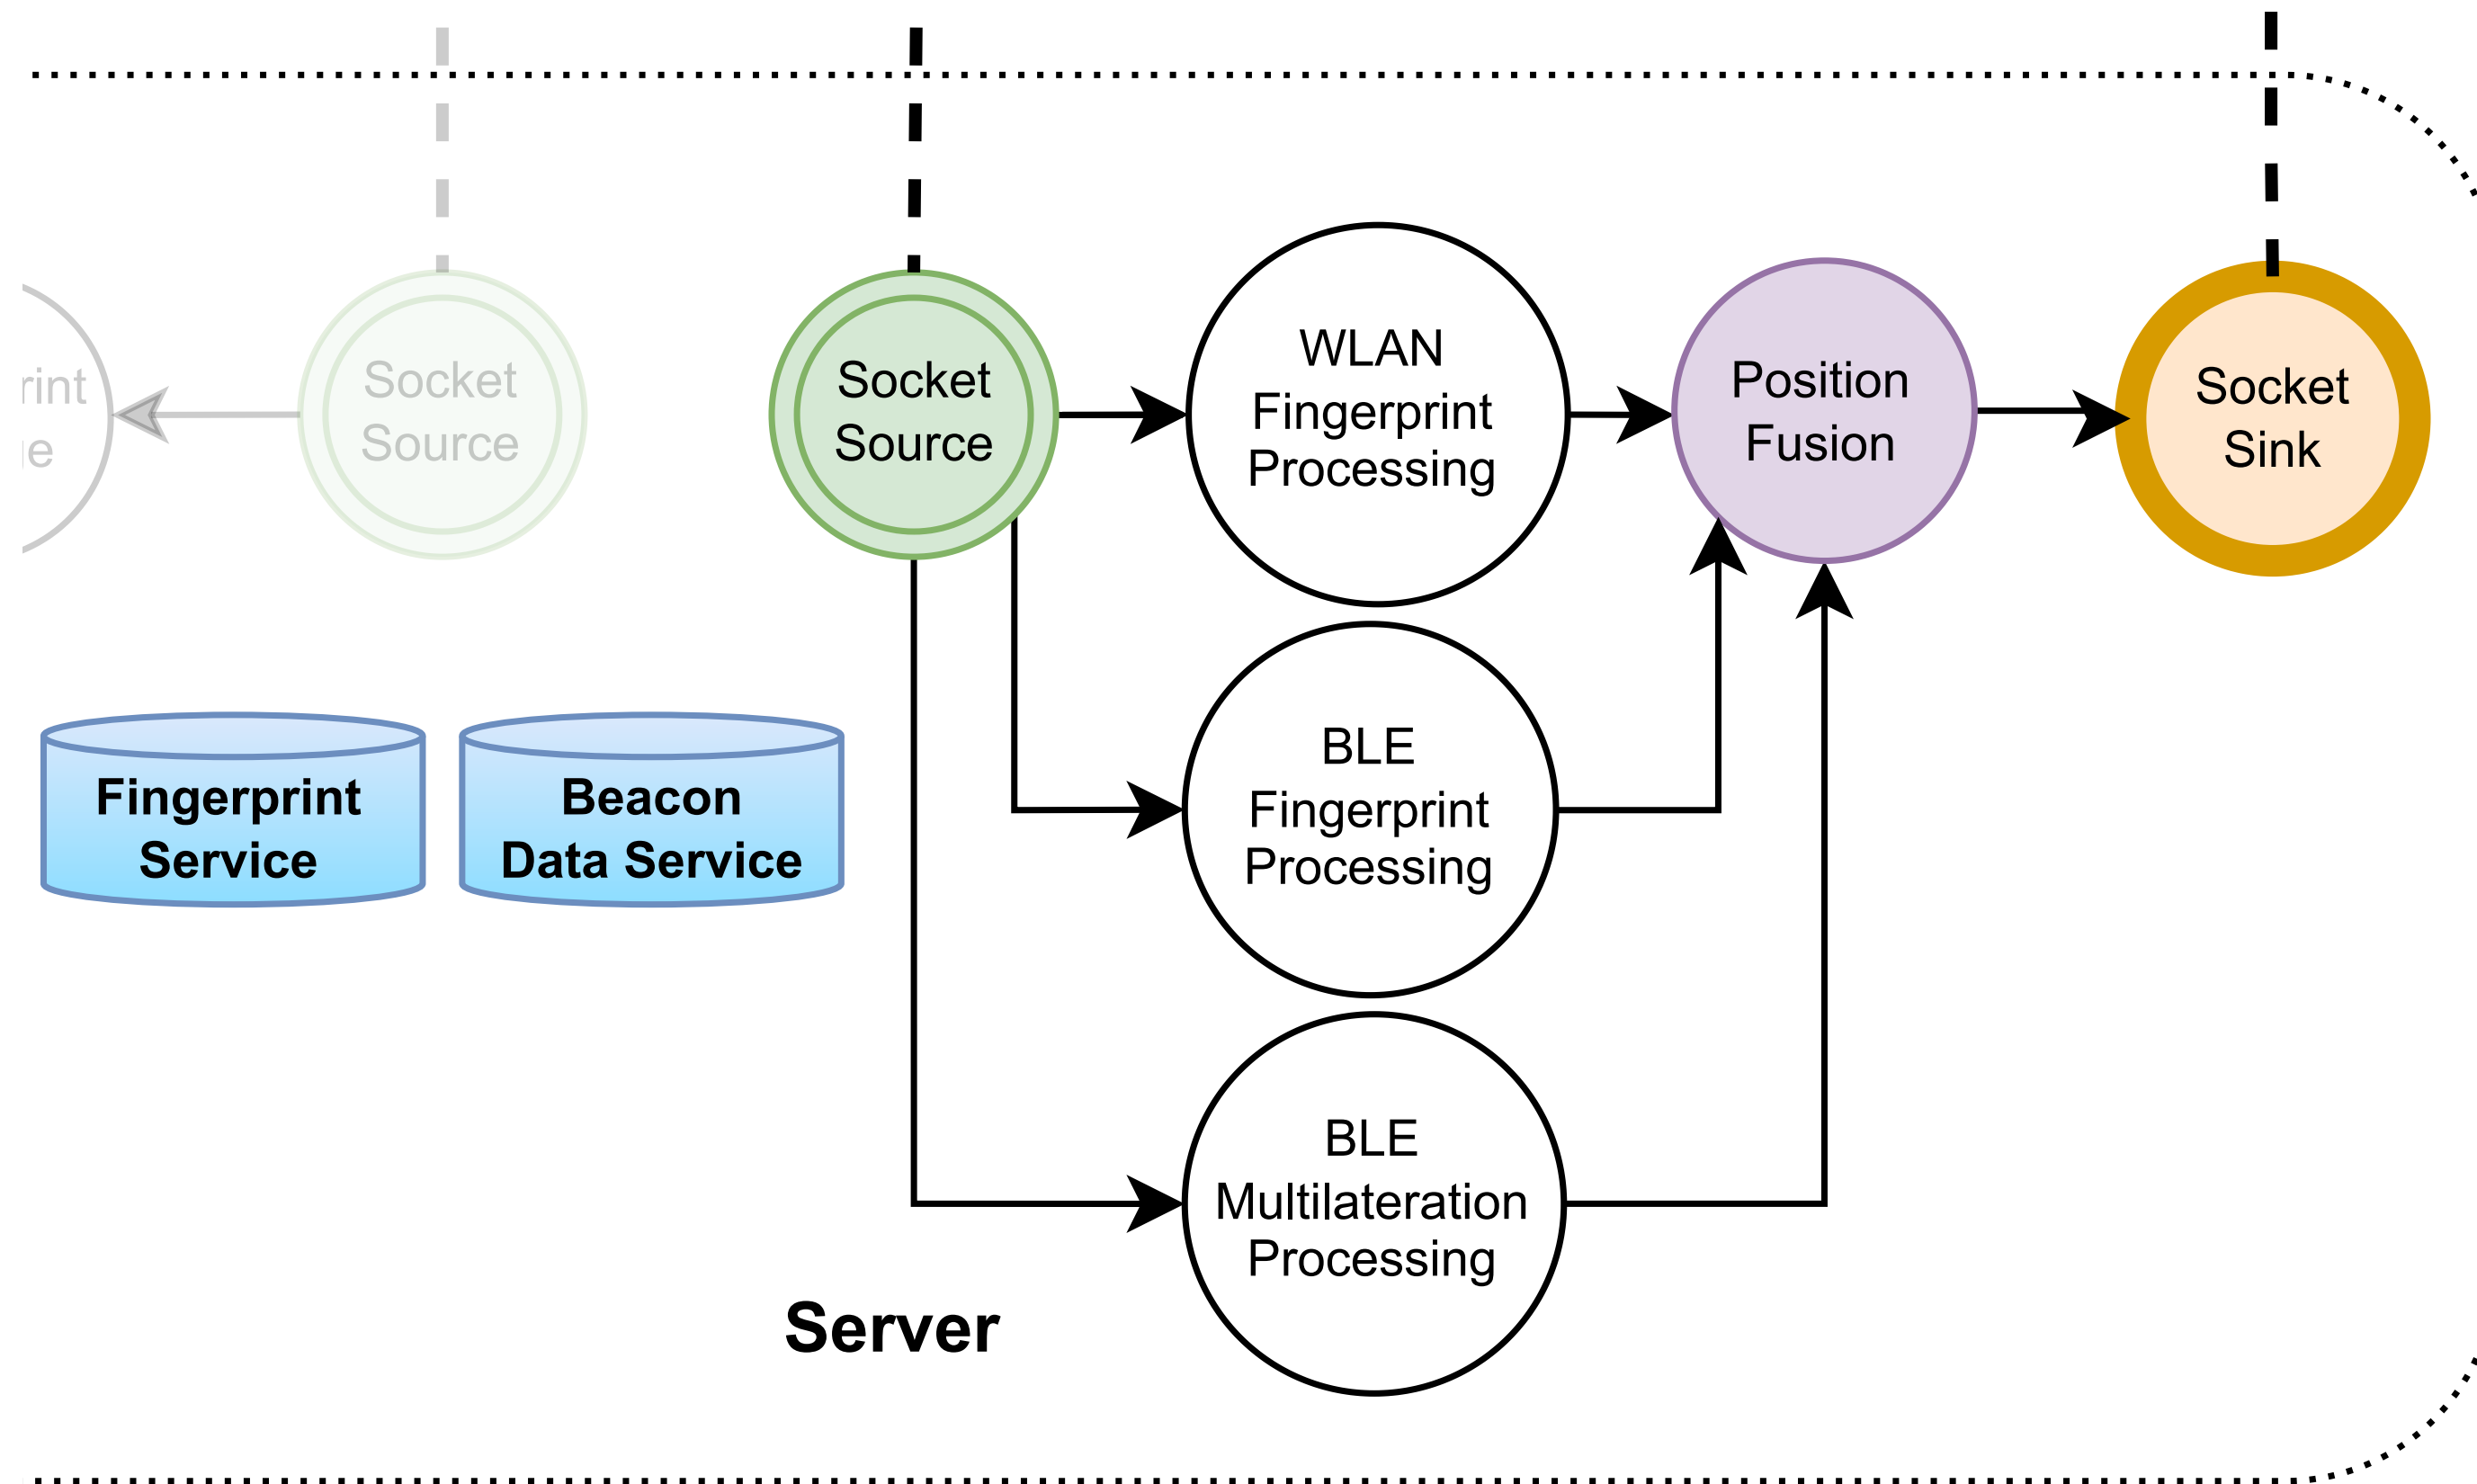 Socket
Source
Socket
Source
WLAN
Fingerprint
Processing
Position
Fusion
Socket
Sink
Fingerprint
Service
Beacon
Data Service
BLE
Fingerprint
Processing
BLE
Multilateration
Processing
Server